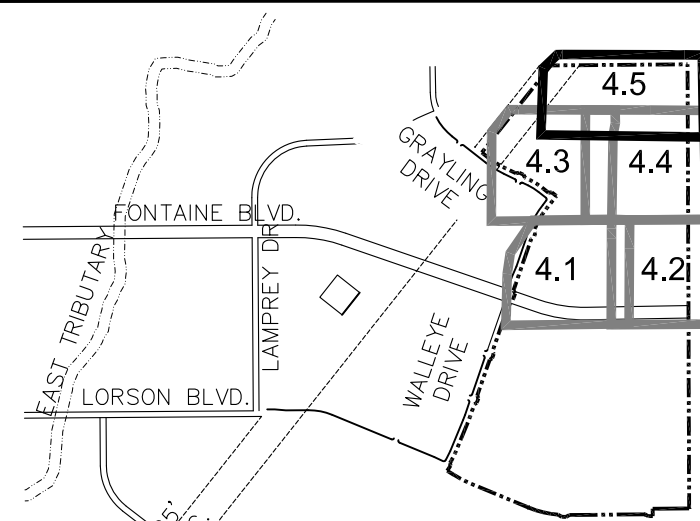 4.5
GRAYLING
DRIVE
4.3
4.4
FONTAINE BLVD.
EAST TRIBUTARY
LAMPREY DR
4.1
4.2
WALLEYE
DRIVE
LORSON BLVD.